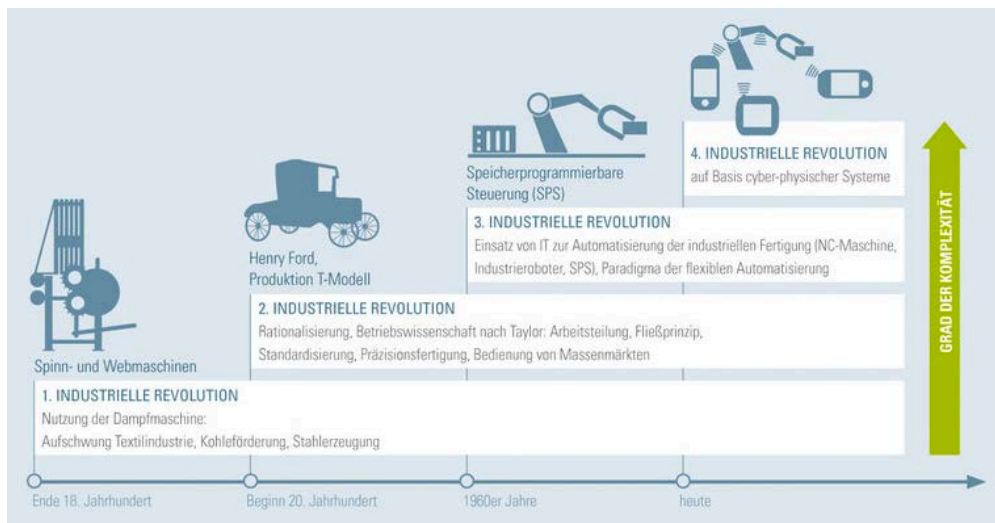 4. INDUSTRIELLE REVOLUTION
auf Basis cyber-physischer Systeme
Speicherprogrammierbare
Steuerung (SPS)
3. INDUSTRIELLE REVOLUTION
Einsatz von IT zur Automatisierung der industriellen Fertigung (NC-Maschine,
Industrieroboter, SPS), Paradigma der flexiblen Automatisierung
Henry Ford,
Produktion T-Modell
2. INDUSTRIELLE REVOLUTION
Rationalisierung, Betriebswissenschaft nach Taylor: Arbeitsteilung, Fließprinzip,
Standardisierung, Präzisionsfertigung, Bedienung von Massenmärkten
Spinn- und Webmaschinen
1. INDUSTRIELLE REVOLUTION
Nutzung der Dampfmaschine:
Aufschwung Textilindustrie, Kohleförderung, Stahlerzeugung
GRAD DER KOMPLEXITÄT
Ende 18. Jahrhundert
Beginn 20. Jahrhundert
1960er Jahre
heute